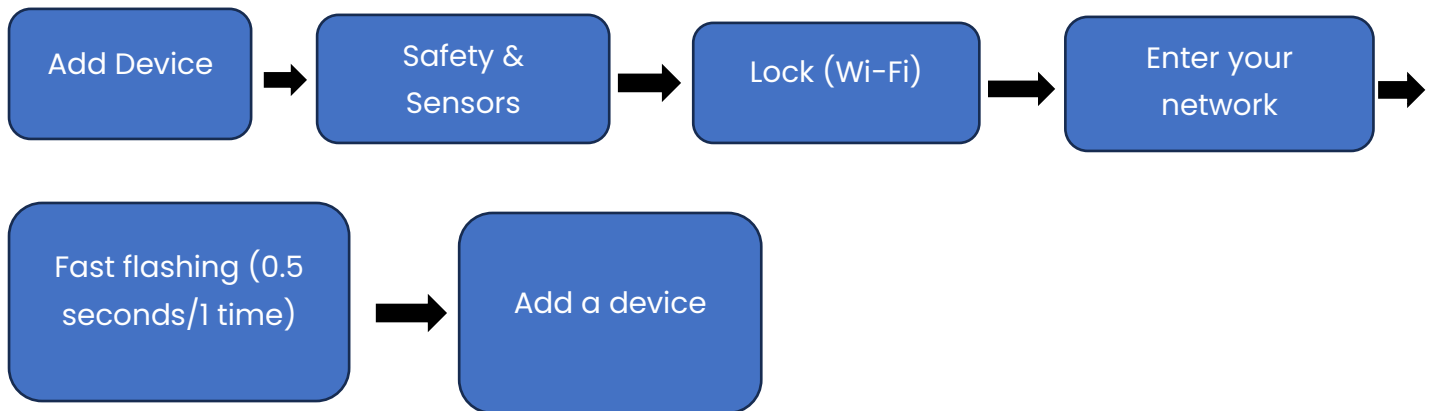 Add Device
Safety &
Sensors
Lock (Wi-Fi)
Enter your
network
Fast flashing (0.5
seconds/1 time)
Add a device